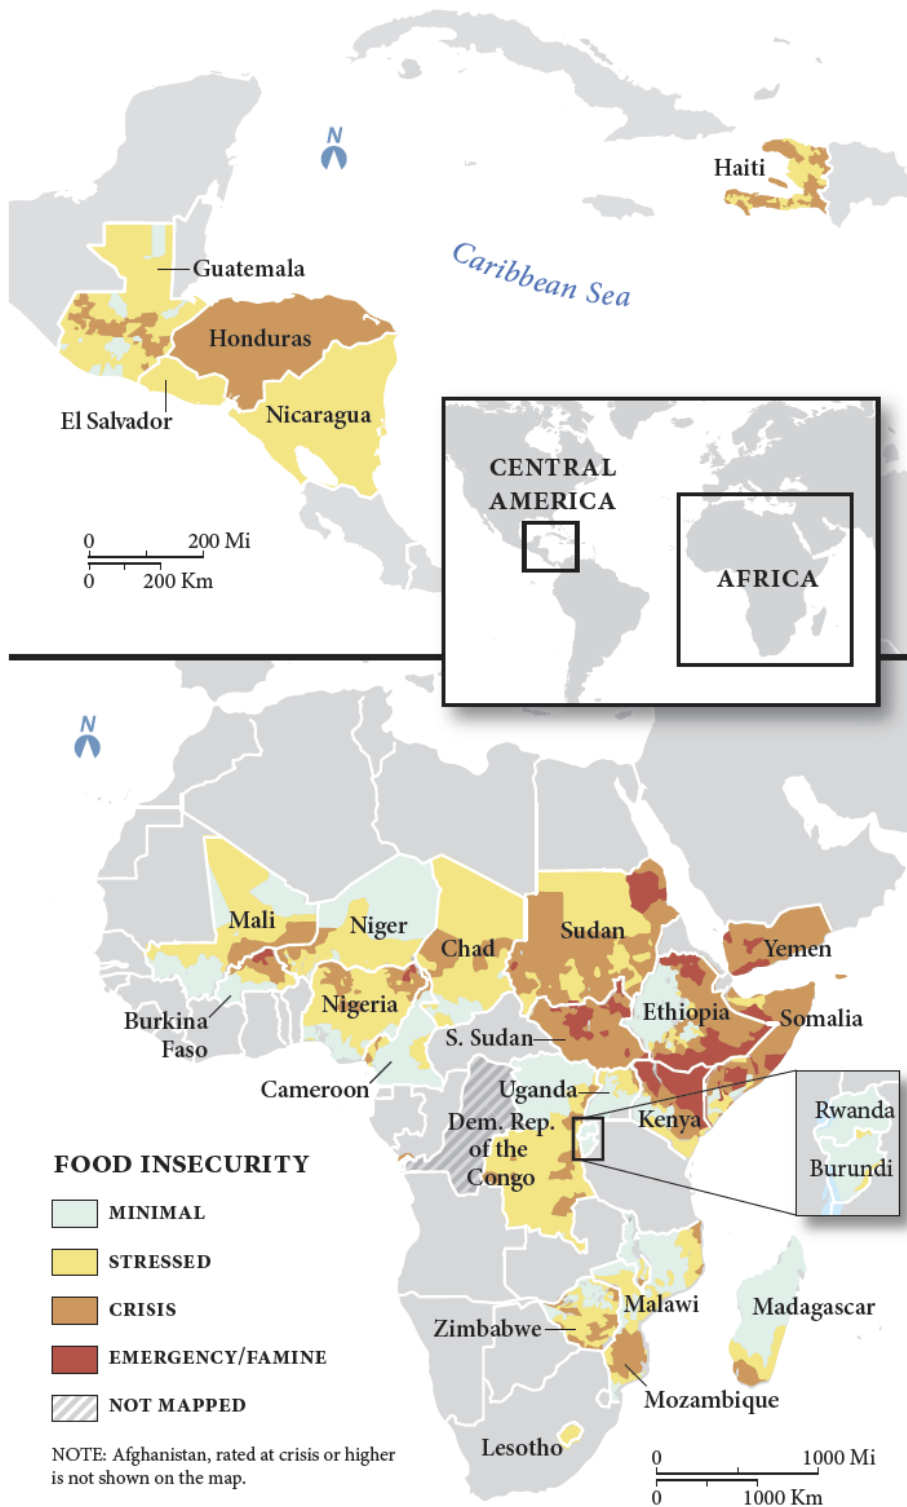 N
Haiti
Caribbean Sea
Guatemala
Honduras
El Salvador
Nicaragua
0 200 Mi
0 200 Km
CENTRAL
AMERICA
AFRICA
N
Mali
Niger
Chad
Sudan
Yemen
Nigeria
Ethiopia
Somalia
Burkina
Faso
S. Sudan
Cameroon
Uganda
Kenya
Dem. Rep.
of the
Congo
Rwanda
Burundi
FOOD INSECURITY
MINIMAL
STRESSED
CRISIS
EMERGENCY/FAMINE
NOT MAPPED
NOTE: Afghanistan, rated at crisis or higher
is not shown on the map.
Malawi
Madagascar
Zimbabwe
Mozambique
Lesotho
0 1000 Mi
0 1000 Km